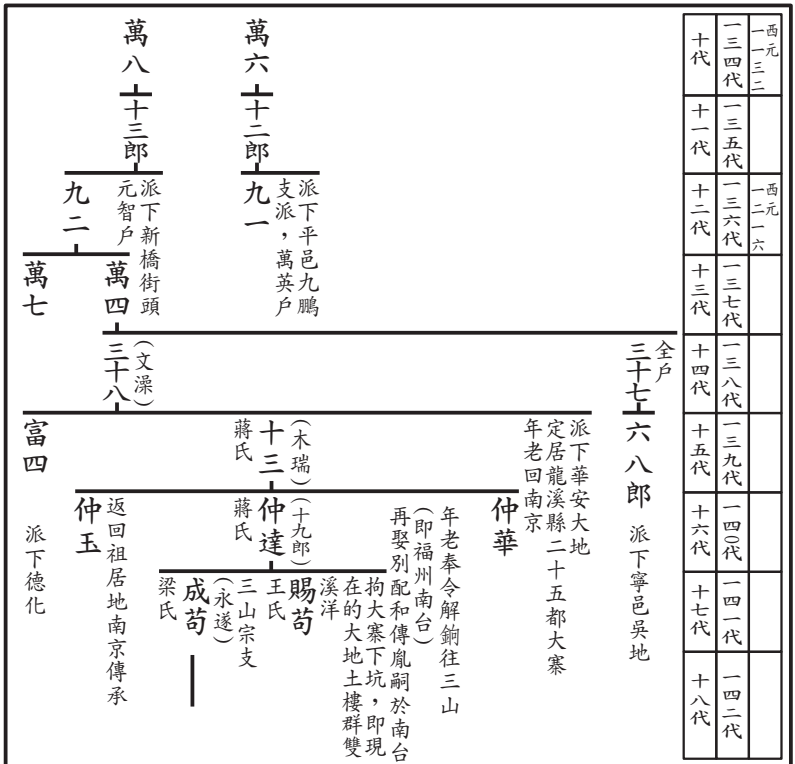 西元
一一三二
一三四代
十代
萬六
萬八
一三五代
十一代
十二郎
十三郎
西元
一二一六
一三六代
十二代
九一
派下平邑九鵬
支派，萬英戶
九二
派下新橋街頭
元智戶
一三七代
十三代
萬四
萬七
一三八代
十四代
全戶
三十七
(文澡)
三十八
一三九代
十五代
六八郎
派下寧邑吳地
(木瑞)
十三
蔣氏
富四
派下德化
一四〇代
十六代
派下華安大地
定居龍溪縣二十五都大寨
年老回南京
仲華
年老奉令解餉往三山
(即福州南台)
再娶別配和傳胤嗣於南台
(十九郎)
仲達
蔣氏
返回祖居地南京傳承
仲玉
一四一代
十七代
拘大寨下坑，即現
在的大地土樓群雙
溪洋
賜苟
王氏
三山宗支
(永遂)
成苟
梁氏
一四二代
十八代